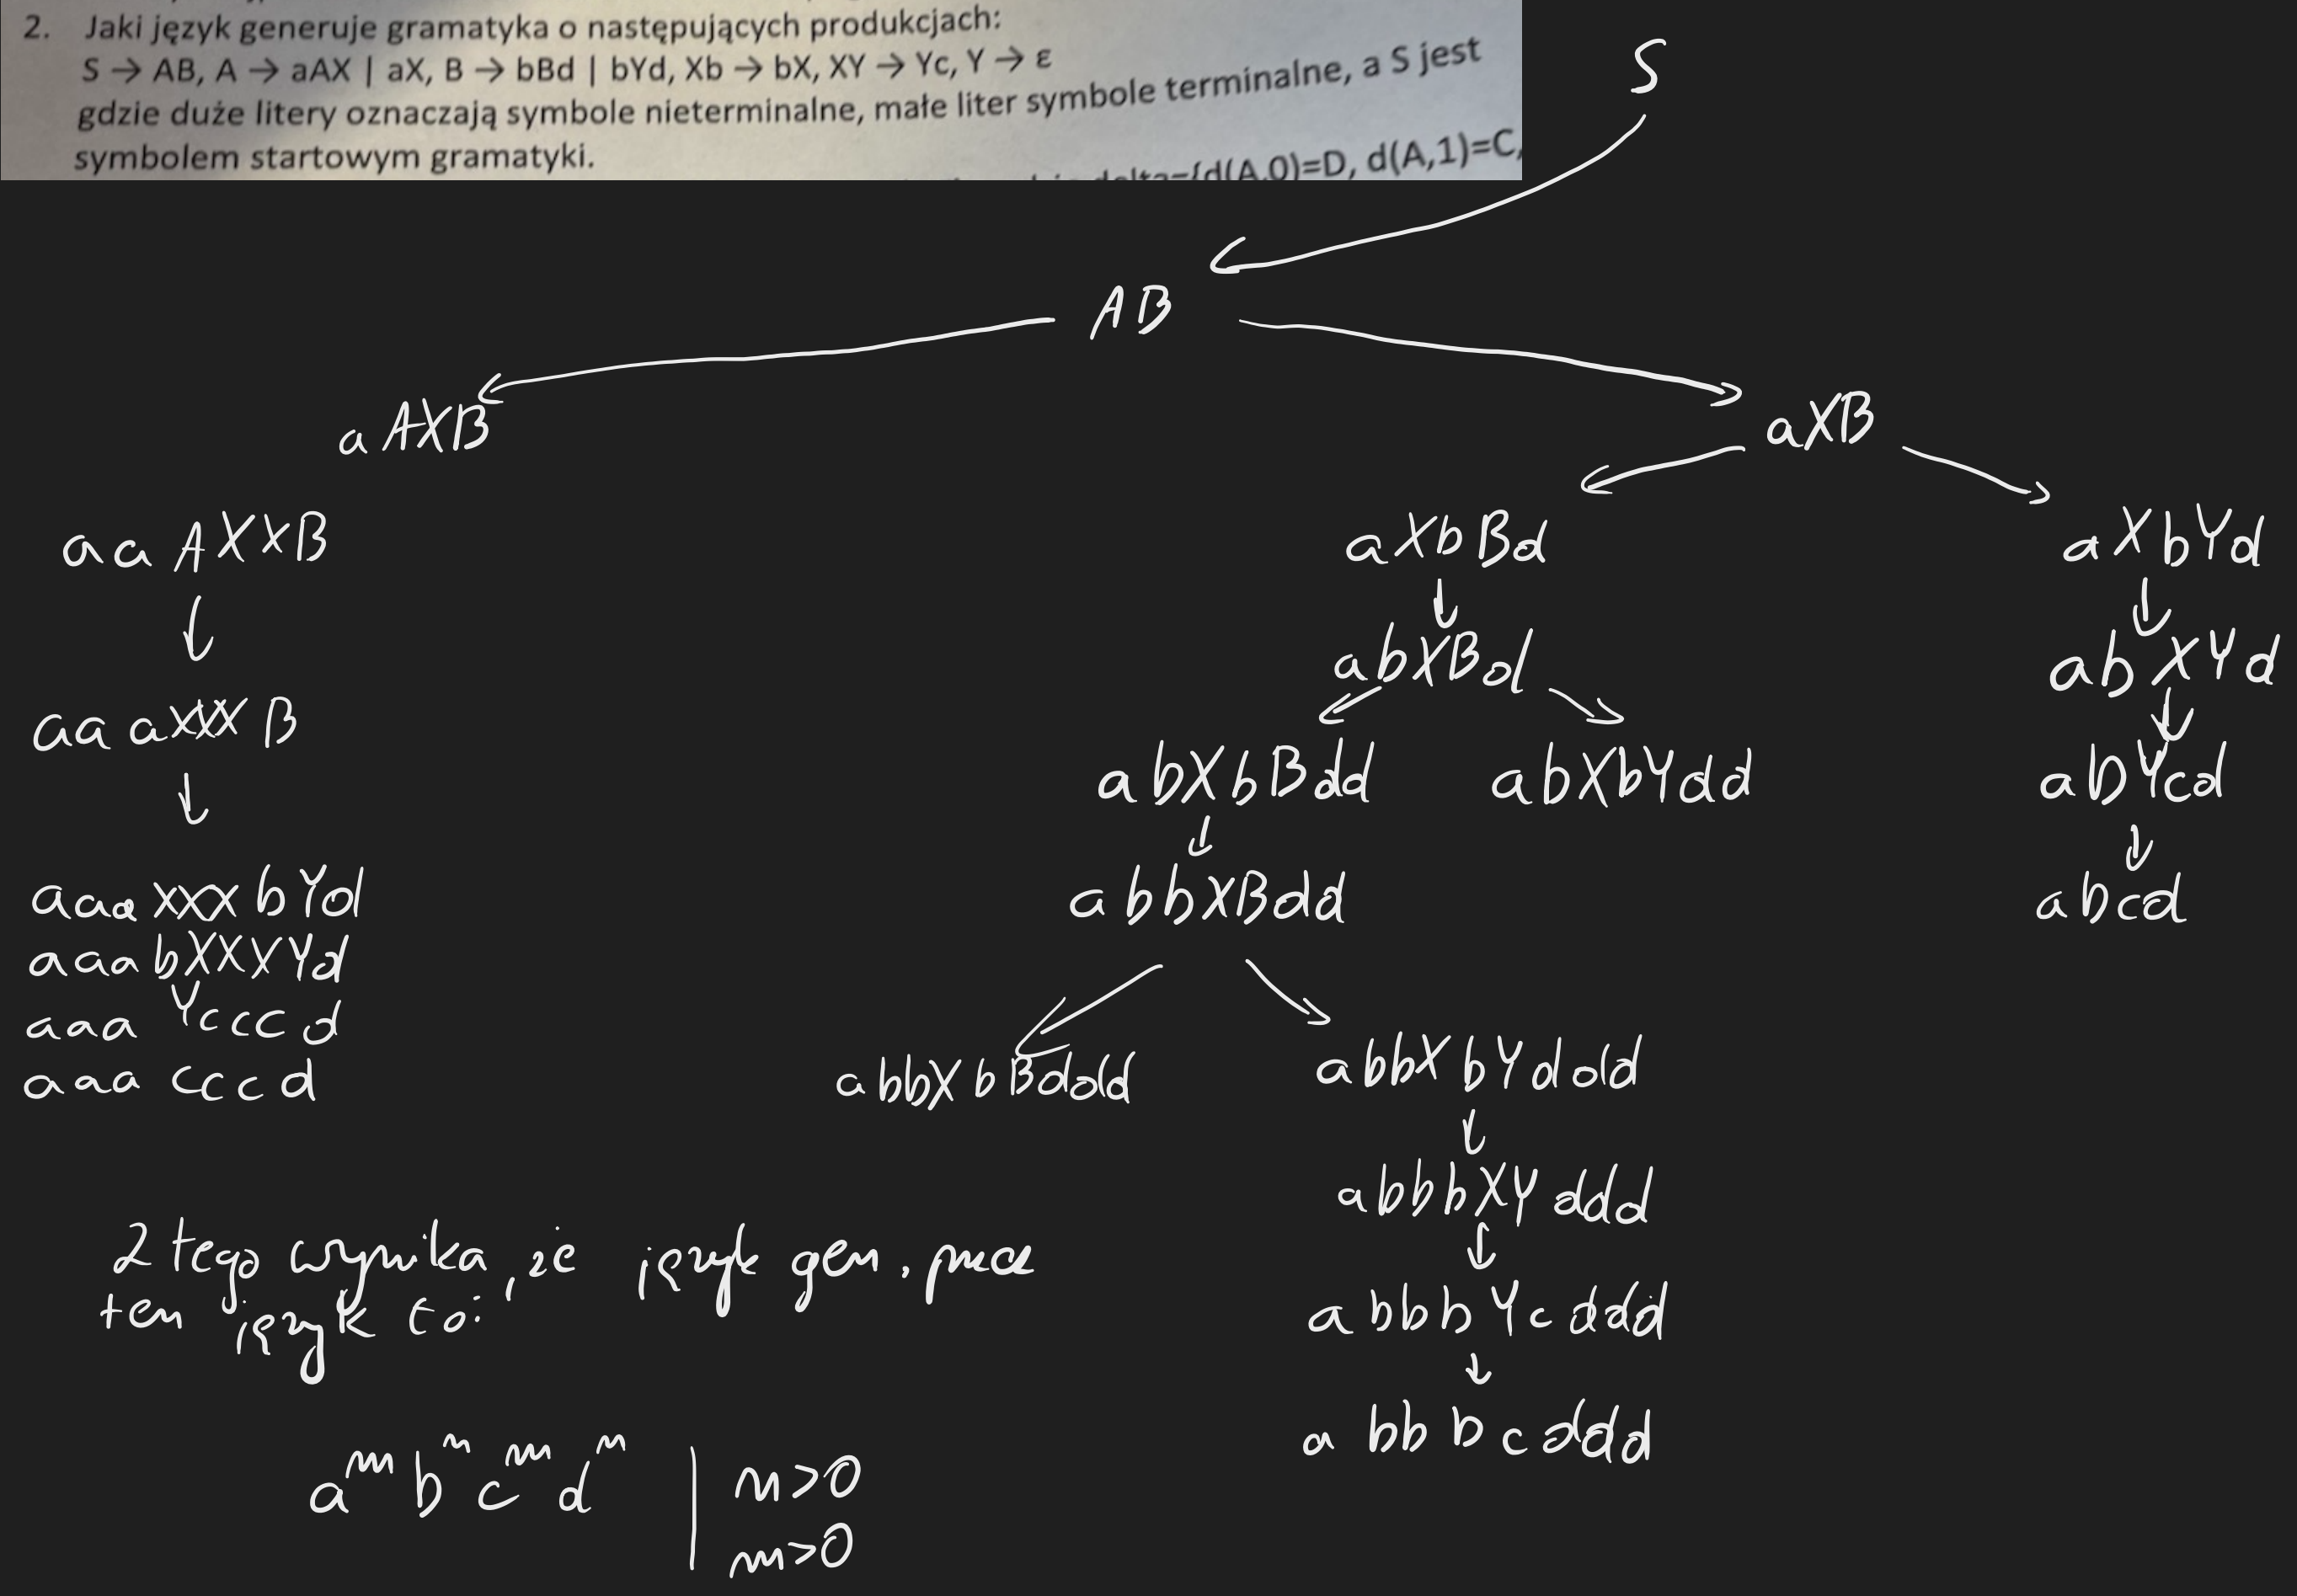 2. Jaki język generuje gramatyka o następujących produkcjach:
S → AB, A → aAX | aX, B → bBd | bYd, Xb → bX, XY → Yc, Y → ε
gdzie duże litery oznaczają symbole nieterminalne, małe liter symbole terminalne, a S jest
symbolem startowym gramatyki.
d(A,0)=D, d(A,1)=C,
S
AB
aAXB
aXB
aaAXXB
aXbBd
aXbYd
abXBd
abXYd
aaaXXXB
abXbBdd
abXbYdd
abYcd
aaaXXXbYd
abbXBdd
abcd
aaabXXXYd
aaaYcccd
aaacccd
abbXbBddd
abbXbYddd
abbbXYddd
Z tego wynika, że język gen. przez
ten język to:
abbbYcddd
abbbcddd
a^m b^n c^m d^n | n>0
m>0